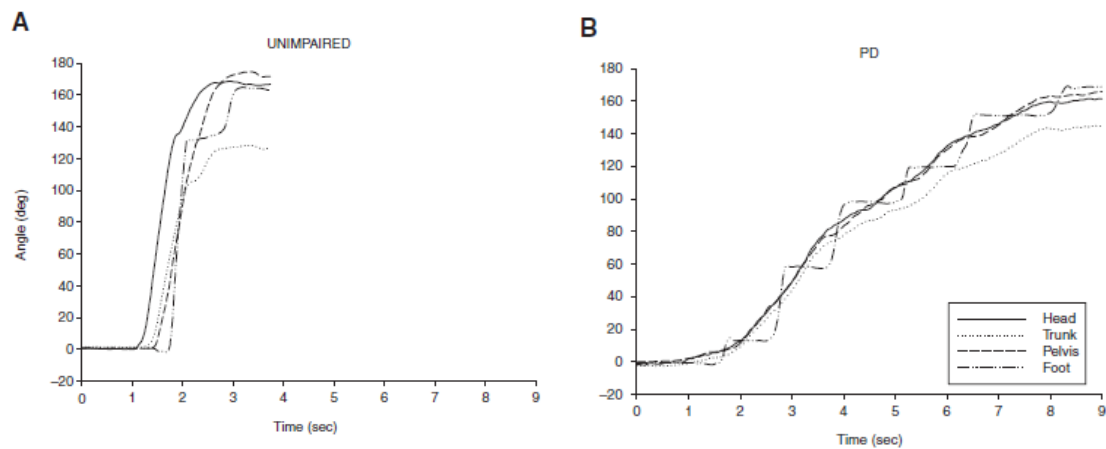 A
UNIMPAIRED
180
160
140
120
100
80
60
40
20
0
–20
Angle (deg)
0 1 2 3 4 5 6 7 8 9
Time (sec)
B
PD
180
160
140
120
100
80
60
40
20
0
–20
0 1 2 3 4 5 6 7 8 9
Time (sec)
Head
Trunk
Pelvis
Foot